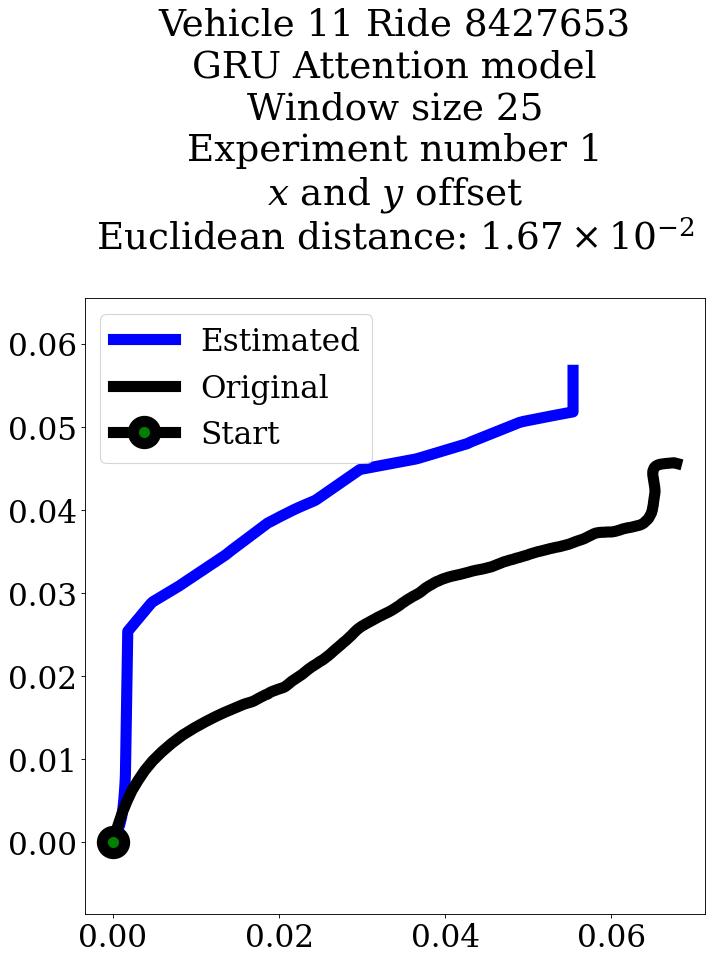 Vehicle 11 Ride 8427653
GRU Attention model
Window size 25
Experiment number 1
x and y offset
Euclidean distance: 1.67 × 10⁻²
Estimated
Original
Start
0.06
0.05
0.04
0.03
0.02
0.01
0.00
0.00 0.02 0.04 0.06